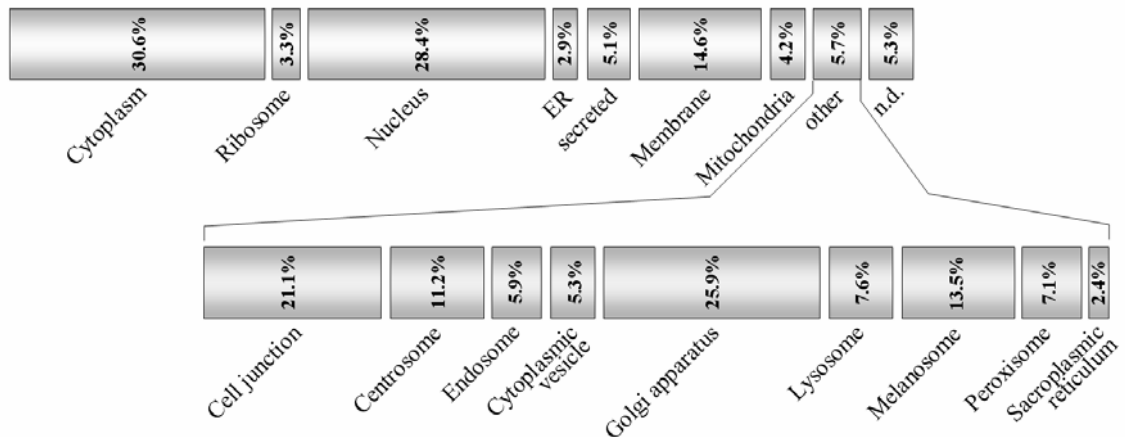 30.6%
3.3%
28.4%
2.9%
5.1%
14.6%
4.2%
5.7%
5.3%
Cytoplasm
Ribosome
Nucleus
ER
secreted
Membrane
Mitochondria
other
n.d.
21.1%
11.2%
5.9%
5.3%
25.9%
7.6%
13.5%
7.1%
2.4%
Cell junction
Centrosome
Endosome
Cytoplasmic
vesicle
Golgi apparatus
Lysosome
Melanosome
Peroxisome
Sacroplasmic
reticulum